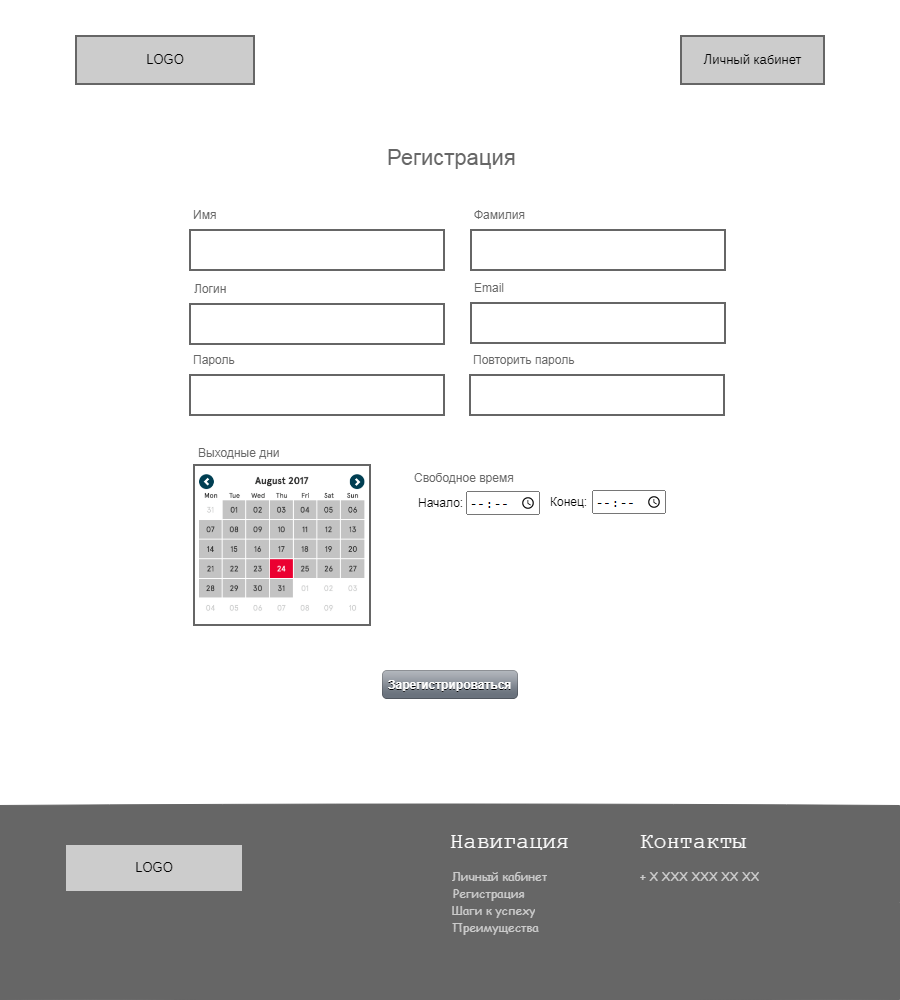 LOGO Личный кабинет
Регистрация
Имя Фамилия
Логин Email
Пароль Повторить пароль
Выходные дни
August 2017
Свободное время
Mon Tue Wed Thu Fri Sat Sun
Начало: --:-- Конец: --:--
31 01 02 03 04 05 06
07 08 09 10 11 12 13
14 15 16 17 18 19 20
21 22 23 24 25 26 27
28 29 30 31 01 02 03
04 05 06 07 08 09 10
Зарегистрироваться
LOGO
Навигация
Личный кабинет
Регистрация
Шаги к успеху
Преимущества
Контакты
+ X XXX XXX XX XX